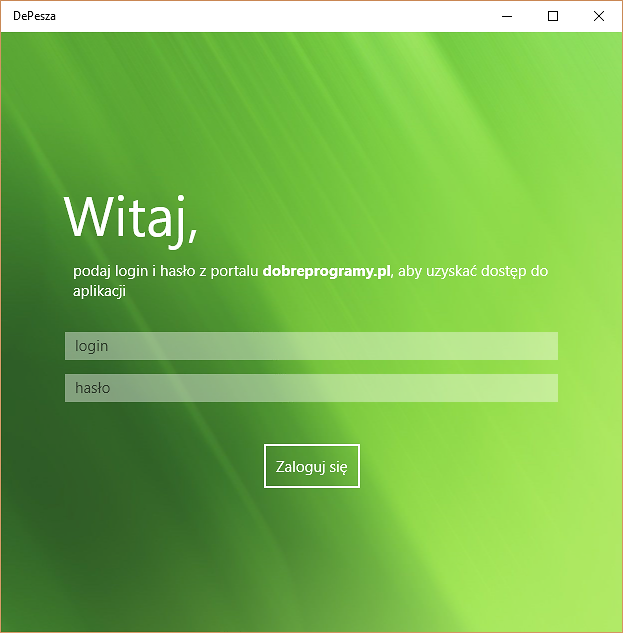 DePesza
Witaj,
podaj login i hasło z portalu dobreprogramy.pl, aby uzyskać dostęp do
aplikacji
login
hasło
Zaloguj się